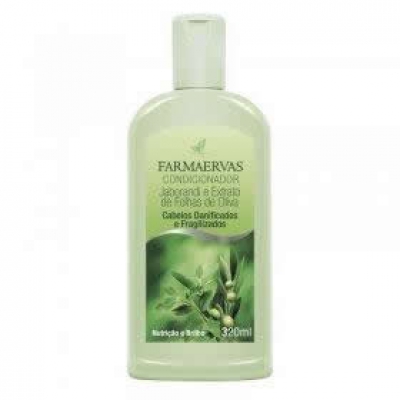 FARMAERVAS
CONDICIONADOR
Jaborandi e Extrato
de Folhas de Oliva
Cabelos Danificados
e Fragilizados
Nutrição e Brilho
320ml